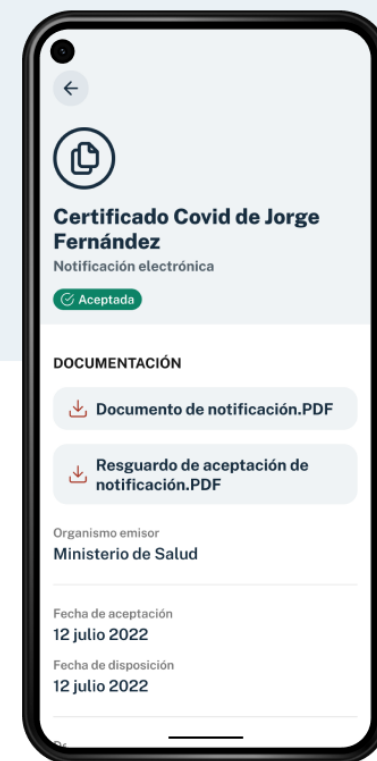 Certificado Covid de Jorge
Fernández
Notificación electrónica
Aceptada
DOCUMENTACIÓN
Documento de notificación.PDF
Resguardo de aceptación de
notificación.PDF
Organismo emisor
Ministerio de Salud
Fecha de aceptación
12 julio 2022
Fecha de disposición
12 julio 2022